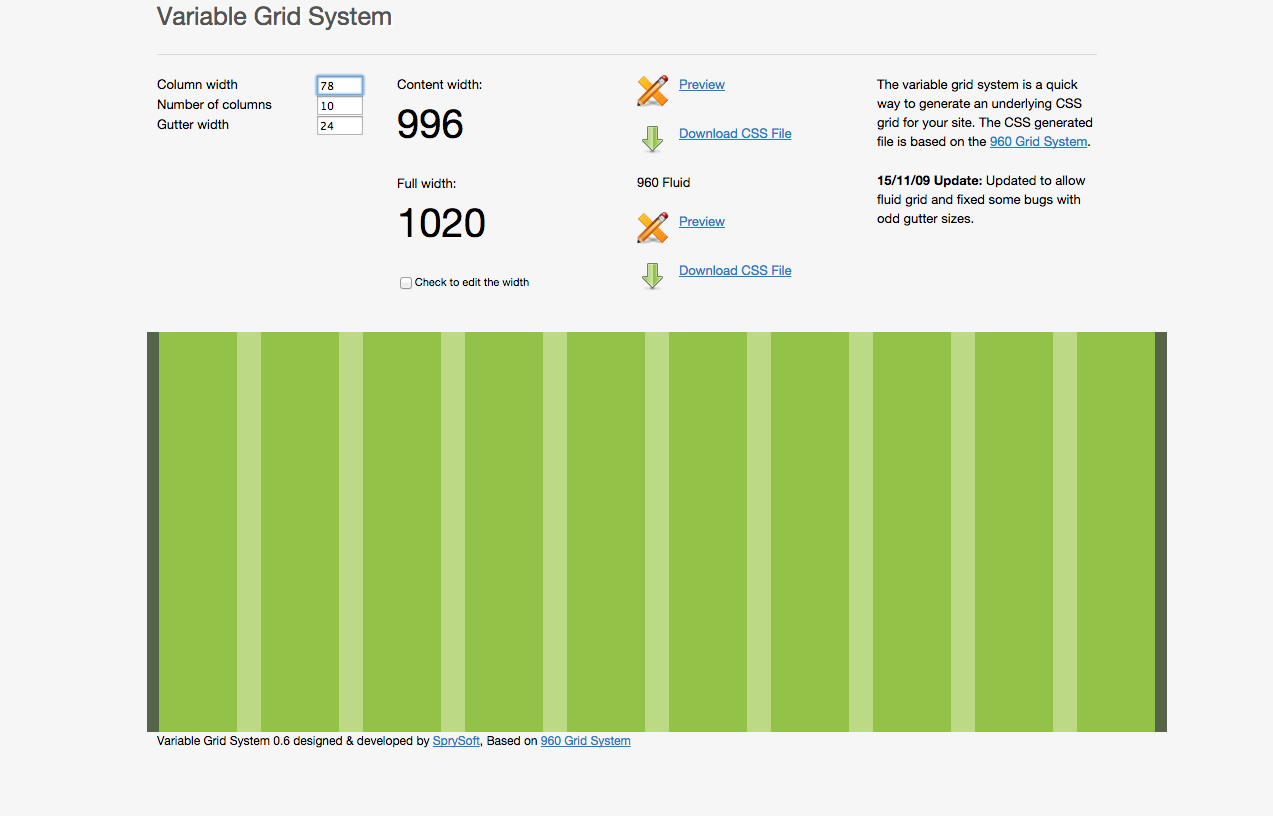 Variable Grid System
Column width 78
Number of columns 10
Gutter width 24
Content width:
996
Full width:
1020
Check to edit the width
Preview
Download CSS File
960 Fluid
Preview
Download CSS File
The variable grid system is a quick
way to generate an underlying CSS
grid for your site. The CSS generated
file is based on the 960 Grid System.
15/11/09 Update: Updated to allow
fluid grid and fixed some bugs with
odd gutter sizes.
Variable Grid System 0.6 designed & developed by SprySoft, Based on 960 Grid System